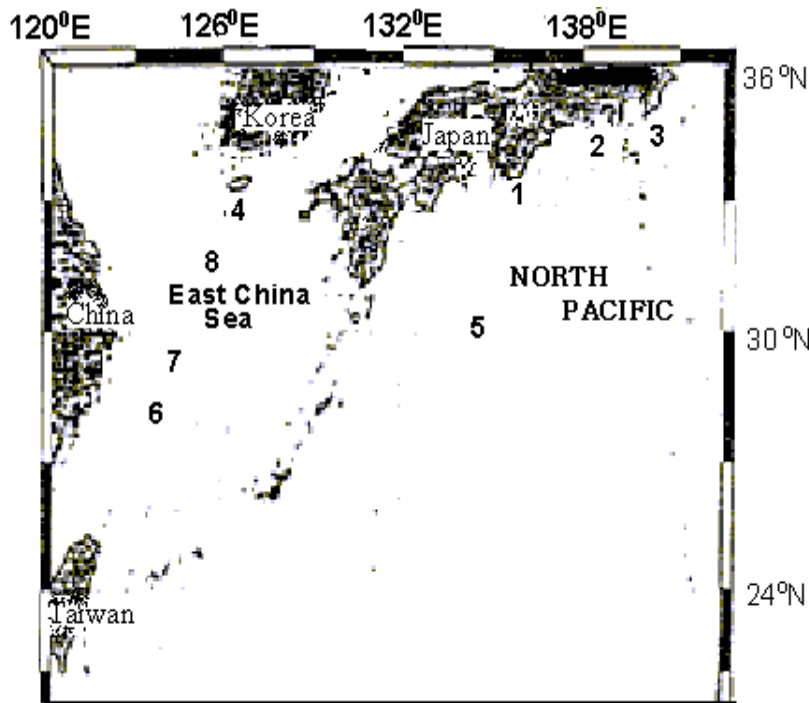 120⁰E 126⁰E 132⁰E 138⁰E
36⁰N
Korea
Japan
2 3
4
1
8
NORTH
East China
Sea
China
PACIFIC
5
30⁰N
7
6
24⁰N
Taiwan